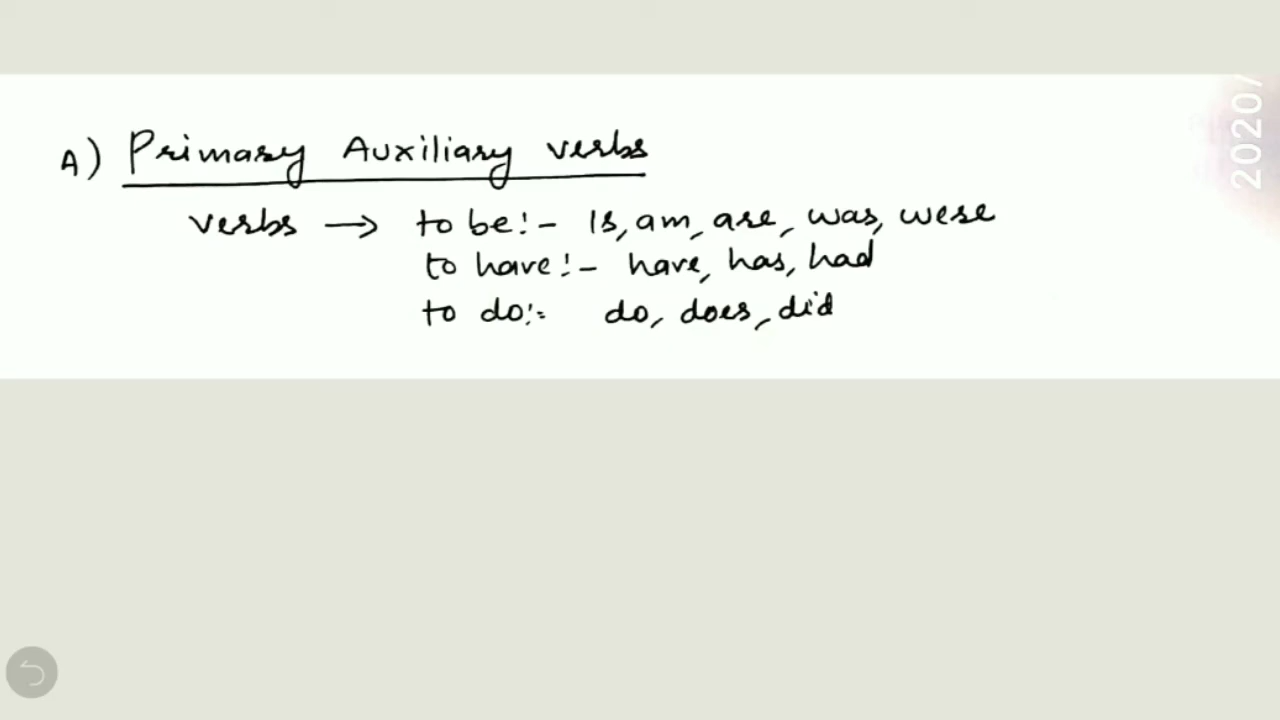 A) Primary Auxiliary verbs
verbs → to be:- Is, am, are, was, were
to have:- have, has, had
to do:- do, does, did
2020/